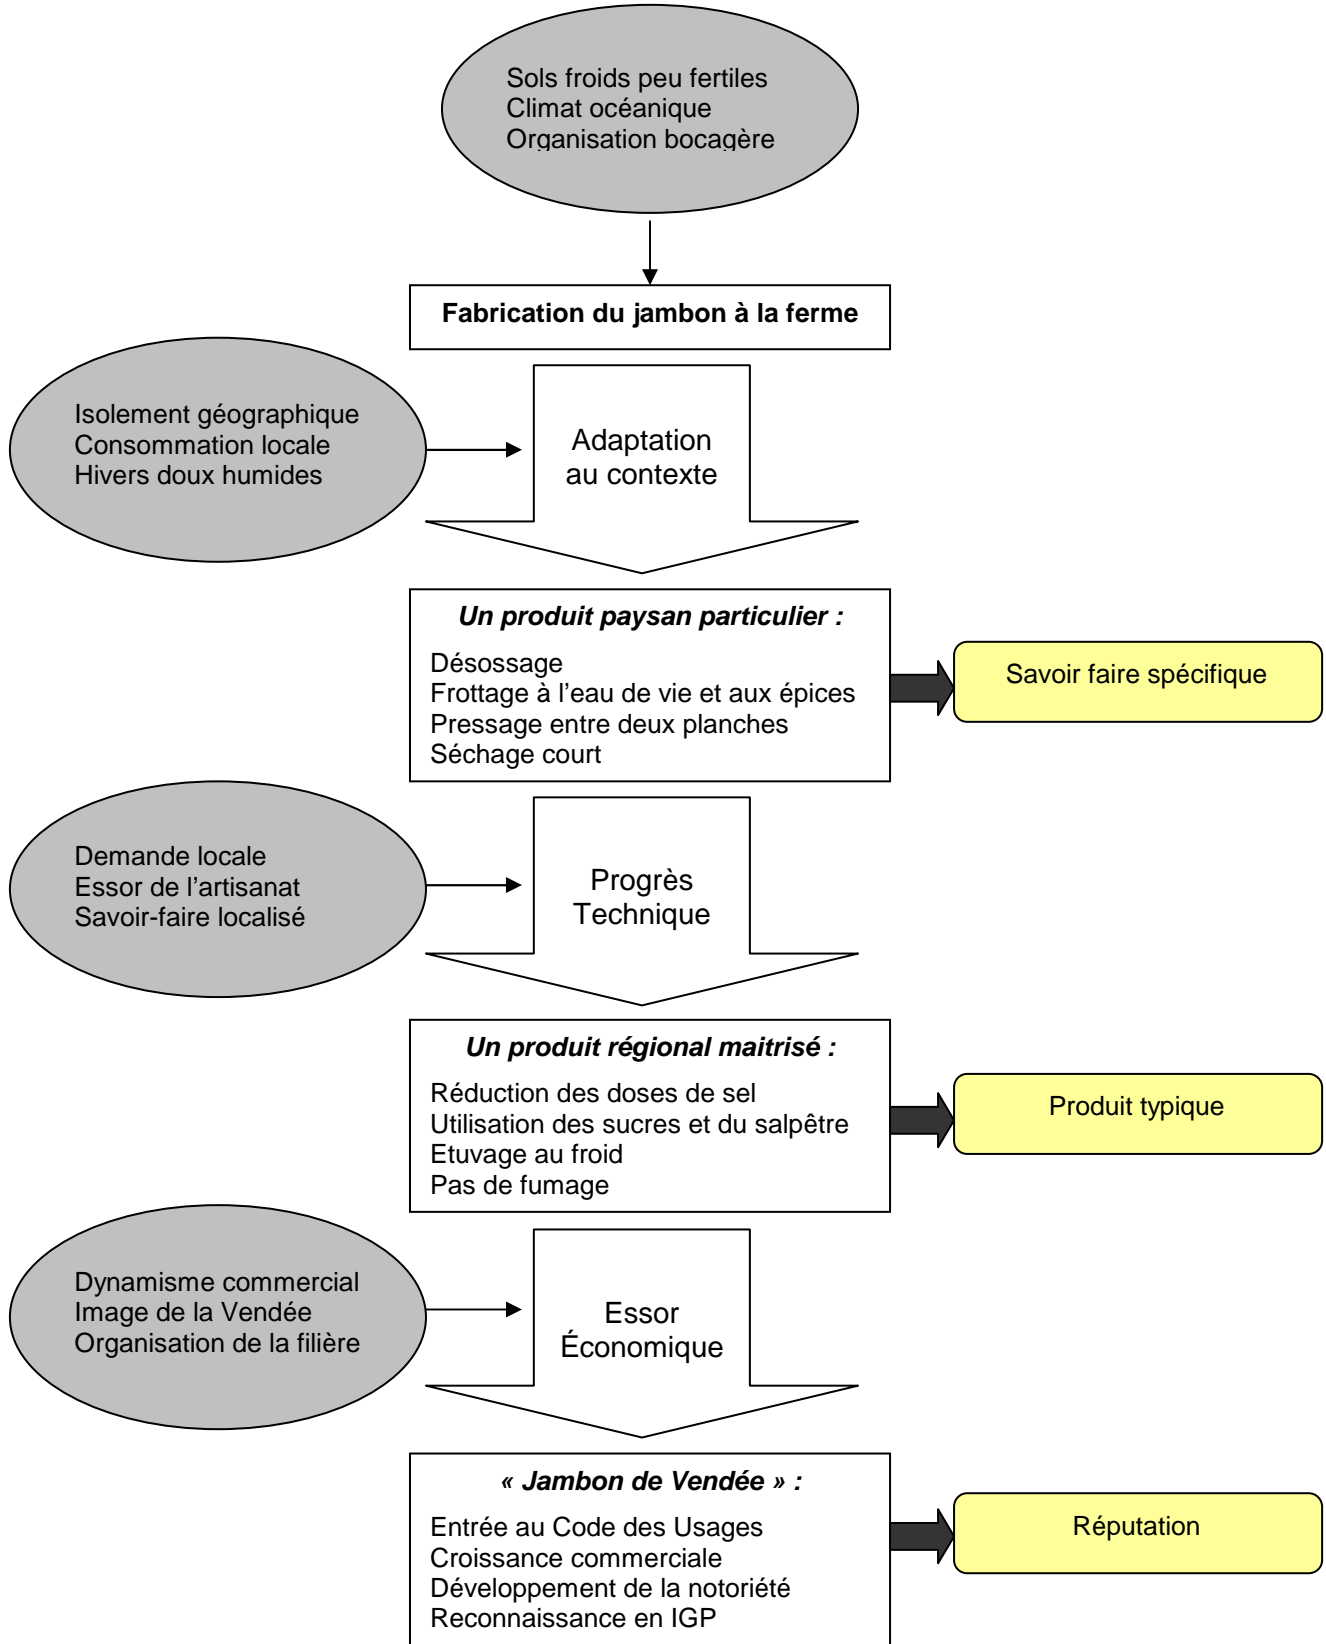 Sols froids peu fertiles
Climat océanique
Organisation bocagère
Fabrication du jambon à la ferme
Isolement géographique
Consommation locale
Hivers doux humides
Adaptation
au contexte
Un produit paysan particulier :
Désossage
Frottage à l'eau de vie et aux épices
Pressage entre deux planches
Séchage court
Savoir faire spécifique
Demande locale
Essor de l'artisanat
Savoir-faire localisé
Progrès
Technique
Un produit régional maitrisé :
Réduction des doses de sel
Utilisation des sucres et du salpêtre
Etuvage au froid
Pas de fumage
Produit typique
Dynamisme commercial
Image de la Vendée
Organisation de la filière
Essor
Économique
« Jambon de Vendée » :
Entrée au Code des Usages
Croissance commerciale
Développement de la notoriété
Reconnaissance en IGP
Réputation